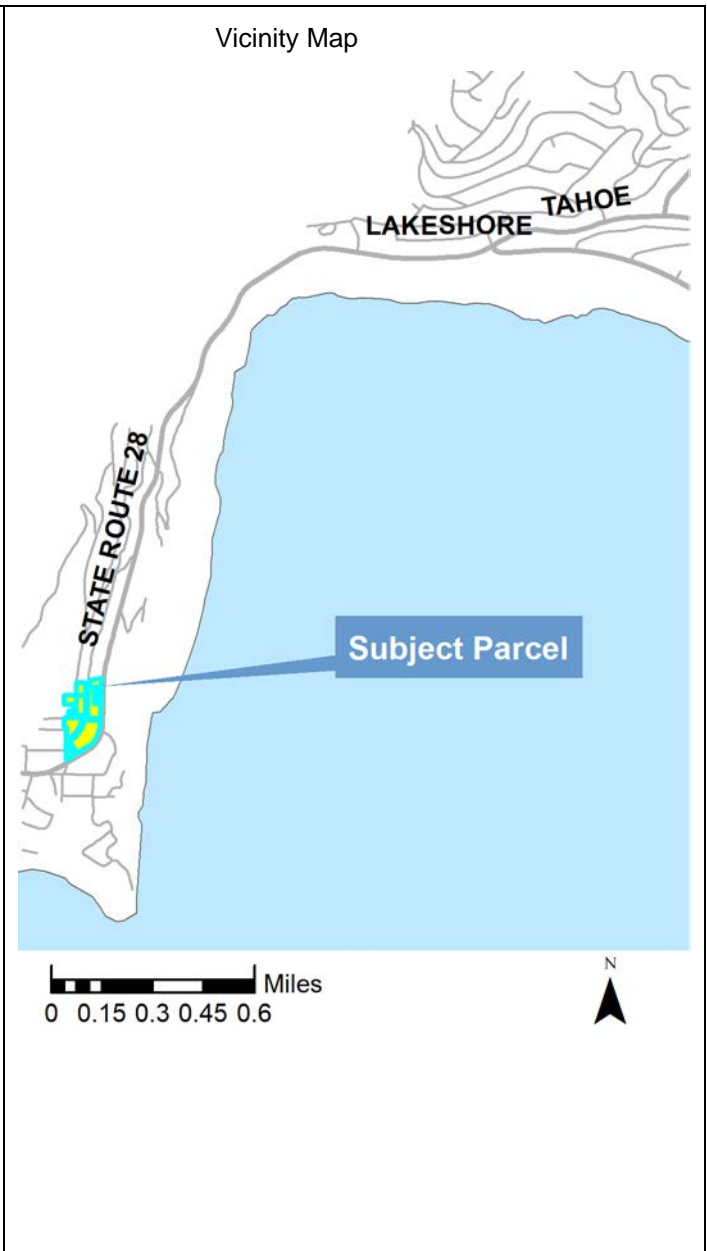 Vicinity Map
TAHOE
LAKESHORE
STATE ROUTE 28
Subject Parcel
Miles
0 0.15 0.3 0.45 0.6
N